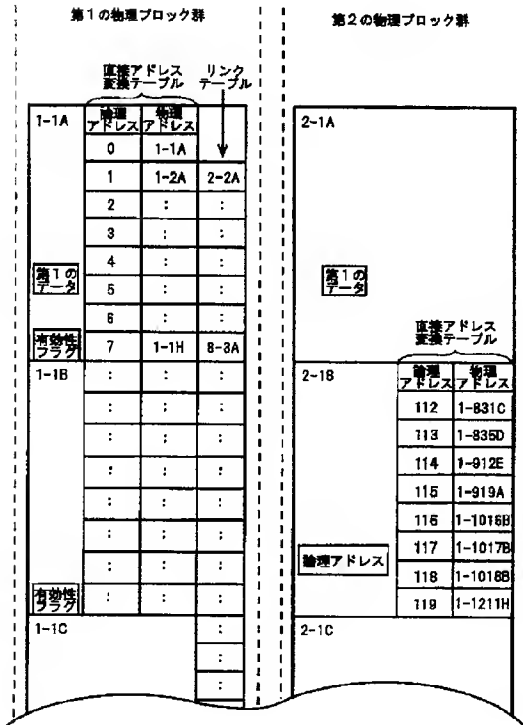 第1の物理ブロック群
第2の物理ブロック群
直接アドレス
変換テーブル
リンク
テーブル
1-1A
論理
アドレス
物理
アドレス
0 1-1A
1 1-2A 2-2A
2 : :
3 : :
4 : :
5 : :
6 : :
7 1-1H 8-3A
第1の
データ
有効性
フラグ
1-1B
: : :
: : :
: : :
: : :
: : :
: : :
: : :
: : :
有効性
フラグ
1-1C
:
:
:
2-1A
第1の
データ
直接アドレス
変換テーブル
2-1B
論理
アドレス
物理
アドレス
112 1-831C
113 1-835D
114 1-912E
115 1-919A
116 1-1016B
117 1-1017B
118 1-1018B
119 1-1211H
論理アドレス
2-1C